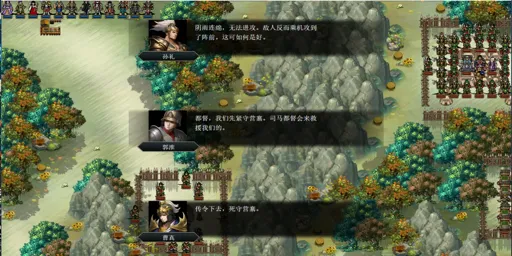 阴雨连绵，无法进攻，敌人反而乘机攻到
了阵前，这可如何是好。
孙礼
都督，我们先紧守营寨，司马都督会来救
援我们的。
郭淮
传令下去，死守营寨。
曹真